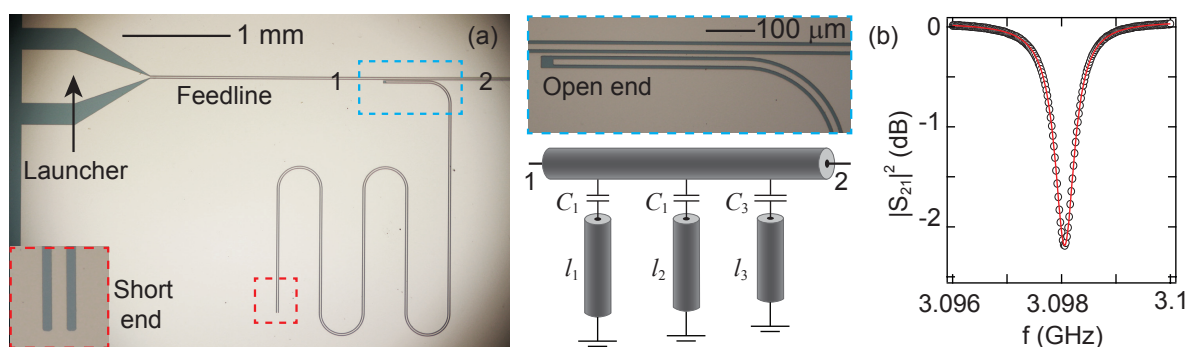 1 mm
(a)
1
2
Feedline
Launcher
Short
end
100 μm
Open end
1
2
C1
C1
C3
l1
l2
l3
(b)
|S21|² (dB)
0
-1
-2
3.096
3.098
3.1
f (GHz)